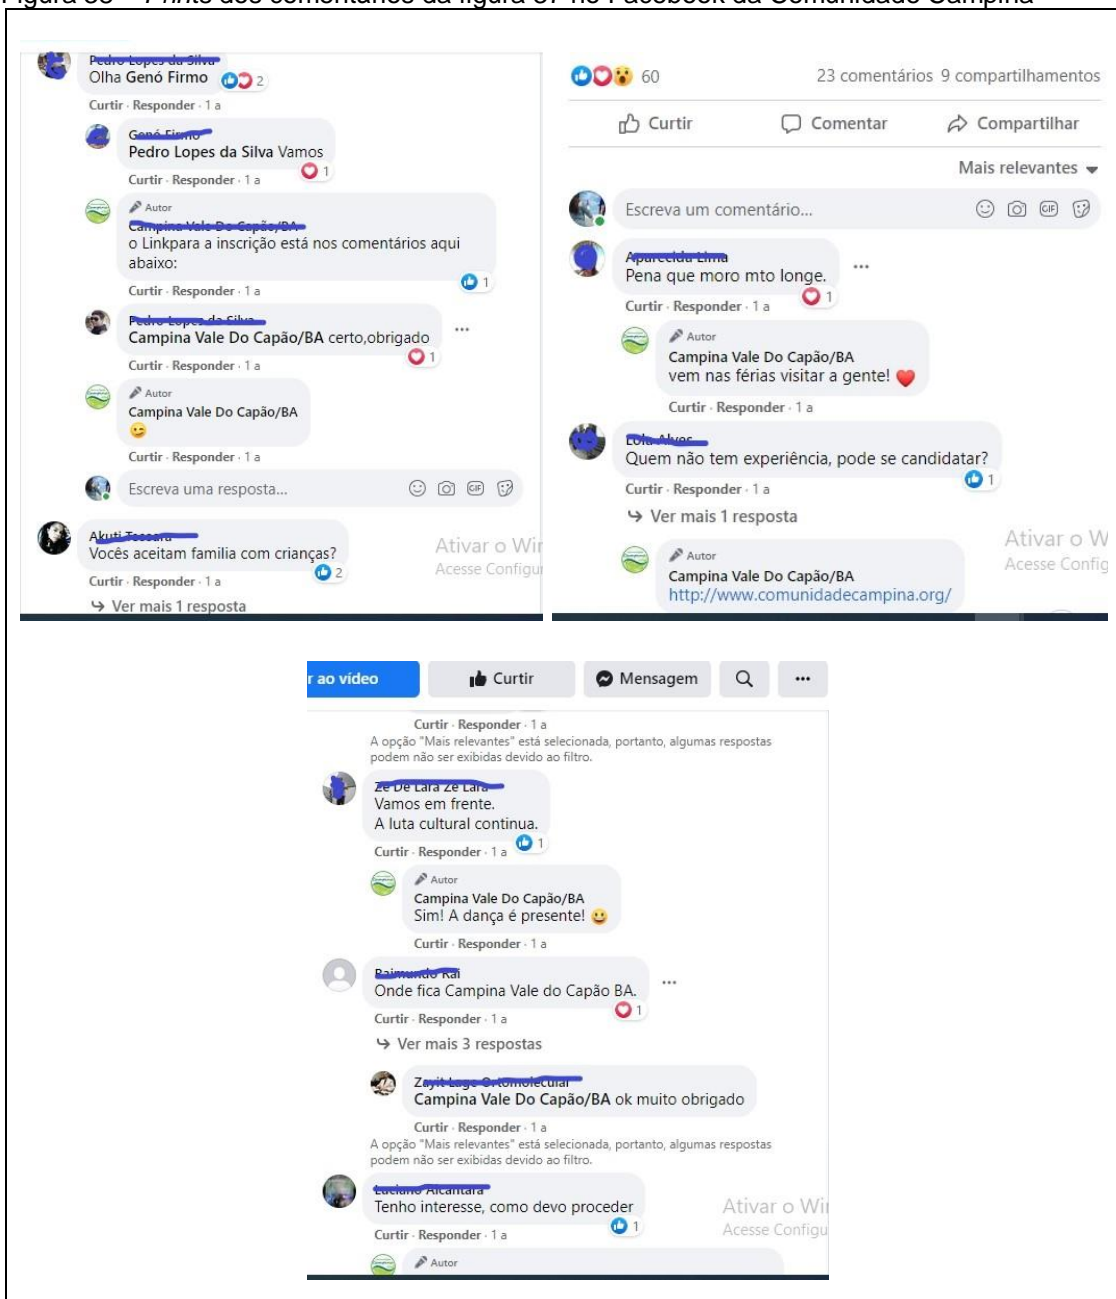 Prints dos comentários da figura no Facebook da Comunidade Campina
Olha Genó Firmo 2
Curtir · Responder · 1 a
Pedro Lopes da Silva Vamos
1
Curtir · Responder · 1 a
Autor
o Linkpara a inscrição está nos comentários aqui
abaixo:
1
Curtir · Responder · 1 a
Campina Vale Do Capão/BA certo,obrigado
1
Curtir · Responder · 1 a
Autor
Campina Vale Do Capão/BA
Curtir · Responder · 1 a
Escreva uma resposta...
GIF
Vocês aceitam familia com crianças?
2
Curtir · Responder · 1 a
Ver mais 1 resposta
Ativar o Wir
Acesse Configur
60 23 comentários 9 compartilhamentos
Curtir Comentar Compartilhar
Mais relevantes
Escreva um comentário...
GIF
Pena que moro mto longe.
1
Curtir · Responder · 1 a
Autor
Campina Vale Do Capão/BA
vem nas férias visitar a gente!
Curtir · Responder · 1 a
Quem não tem experiência, pode se candidatar?
1
Curtir · Responder · 1 a
Ver mais 1 resposta
Autor
Campina Vale Do Capão/BA
http://www.comunidadecampina.org/
Ativar o W
Acesse Config
r ao vídeo Curtir Mensagem
Curtir · Responder · 1 a
A opção "Mais relevantes" está selecionada, portanto, algumas respostas
podem não ser exibidas devido ao filtro.
Vamos em frente.
A luta cultural continua.
1
Curtir · Responder · 1 a
Autor
Campina Vale Do Capão/BA
Sim! A dança é presente!
Curtir · Responder · 1 a
Onde fica Campina Vale do Capão BA.
1
Curtir · Responder · 1 a
Ver mais 3 respostas
Campina Vale Do Capão/BA ok muito obrigado
Curtir · Responder · 1 a
A opção "Mais relevantes" está selecionada, portanto, algumas respostas
podem não ser exibidas devido ao filtro.
Tenho interesse, como devo proceder
1
Curtir · Responder · 1 a
Autor
Ativar o Wi
Acesse Configu